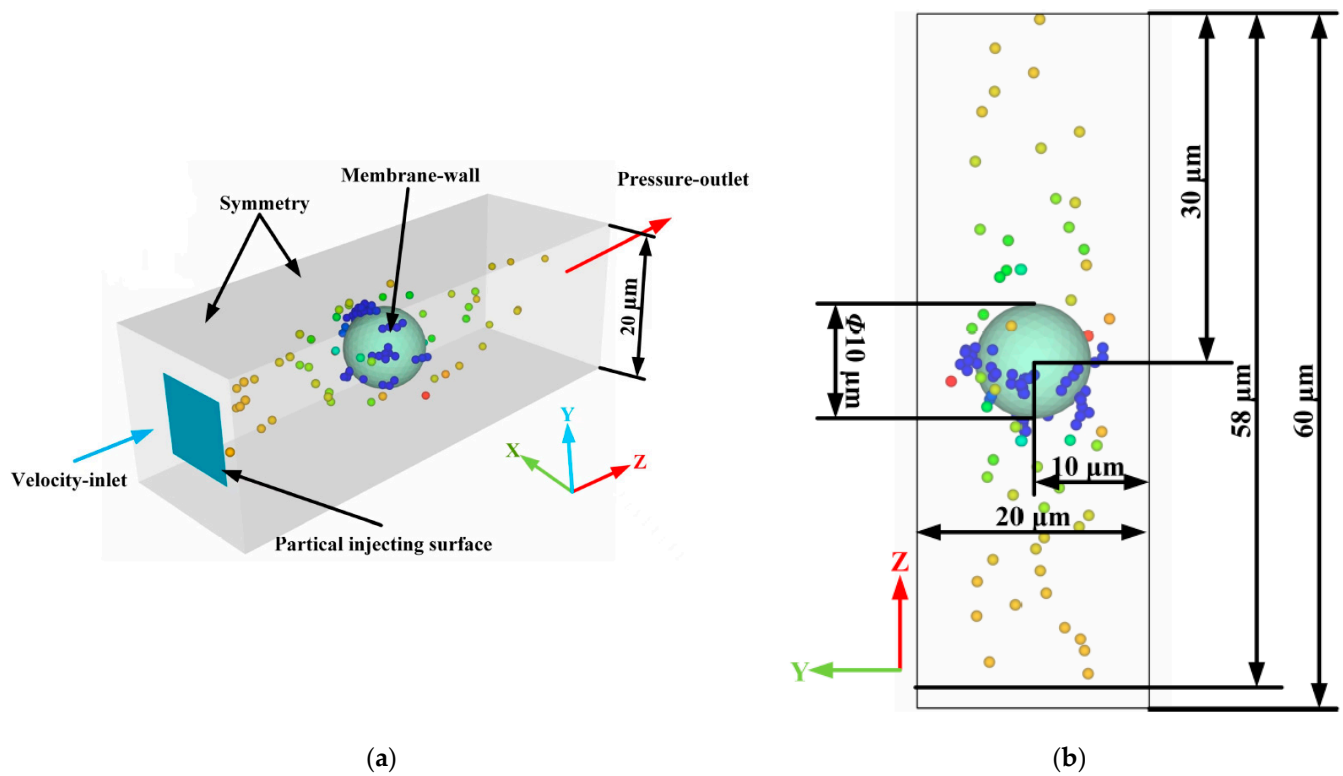 Membrane-wall
Pressure-outlet
Symmetry
20 μm
Y
X
Z
Velocity-inlet
Partical injecting surface
(a)
30 μm
Φ10 μm
58 μm
60 μm
10 μm
20 μm
Z
Y
(b)